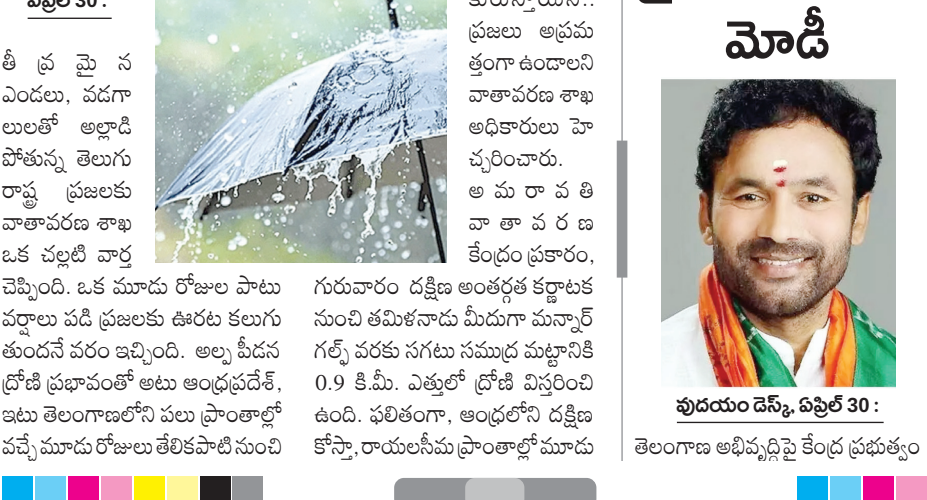 ఏప్రిల్ 30 :
తీ వ్ర మై న
ఎండలు, వడగా
లులతో అల్లాడి
పోతున్న తెలుగు
రాష్ట్ర ప్రజలకు
వాతావరణ శాఖ
ఒక చల్లటి వార్త
చెప్పింది. ఒక మూడు రోజుల పాటు
వర్షాలు పడి ప్రజలకు ఊరట కలుగు
తుందనే వరం ఇచ్చింది. అల్ప పీడన
ద్రోణి ప్రభావంతో అటు ఆంధ్రప్రదేశ్,
ఇటు తెలంగాణలోని పలు ప్రాంతాల్లో
వచ్చే మూడు రోజులు తేలికపాటి నుంచి
ప్రజలు అప్రమ
త్తంగా ఉండాలని
వాతావరణ శాఖ
అధికారులు హె
చ్చరించారు.
అ మ రా వ తి
వా తా వ ర ణ
కేంద్రం ప్రకారం,
గురువారం దక్షిణ అంతర్గత కర్ణాటక
నుంచి తమిళనాడు మీదుగా మన్నార్
గల్ఫ్ వరకు సగటు సముద్ర మట్టానికి
0.9 కి.మీ. ఎత్తులో ద్రోణి విస్తరించి
ఉంది. ఫలితంగా, ఆంధ్రలోని దక్షిణ
కోస్తా, రాయలసీమ ప్రాంతాల్లో మూడు
మోడీ
వుదయం డెస్క్, ఏప్రిల్ 30 :
తెలంగాణ అభివృద్ధిపై కేంద్ర ప్రభుత్వం